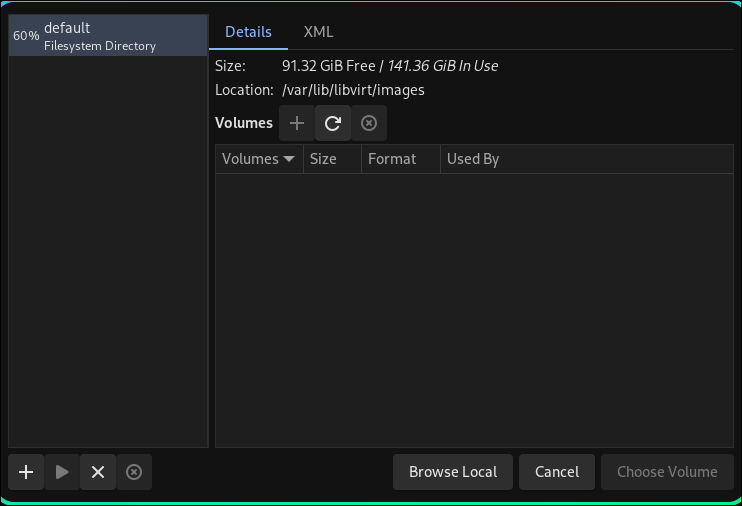 60%
default
Filesystem Directory
Details
XML
Size:
91.32 GiB Free / 141.36 GiB In Use
Location:
/var/lib/libvirt/images
Volumes
Volumes
Size
Format
Used By
Browse Local
Cancel
Choose Volume